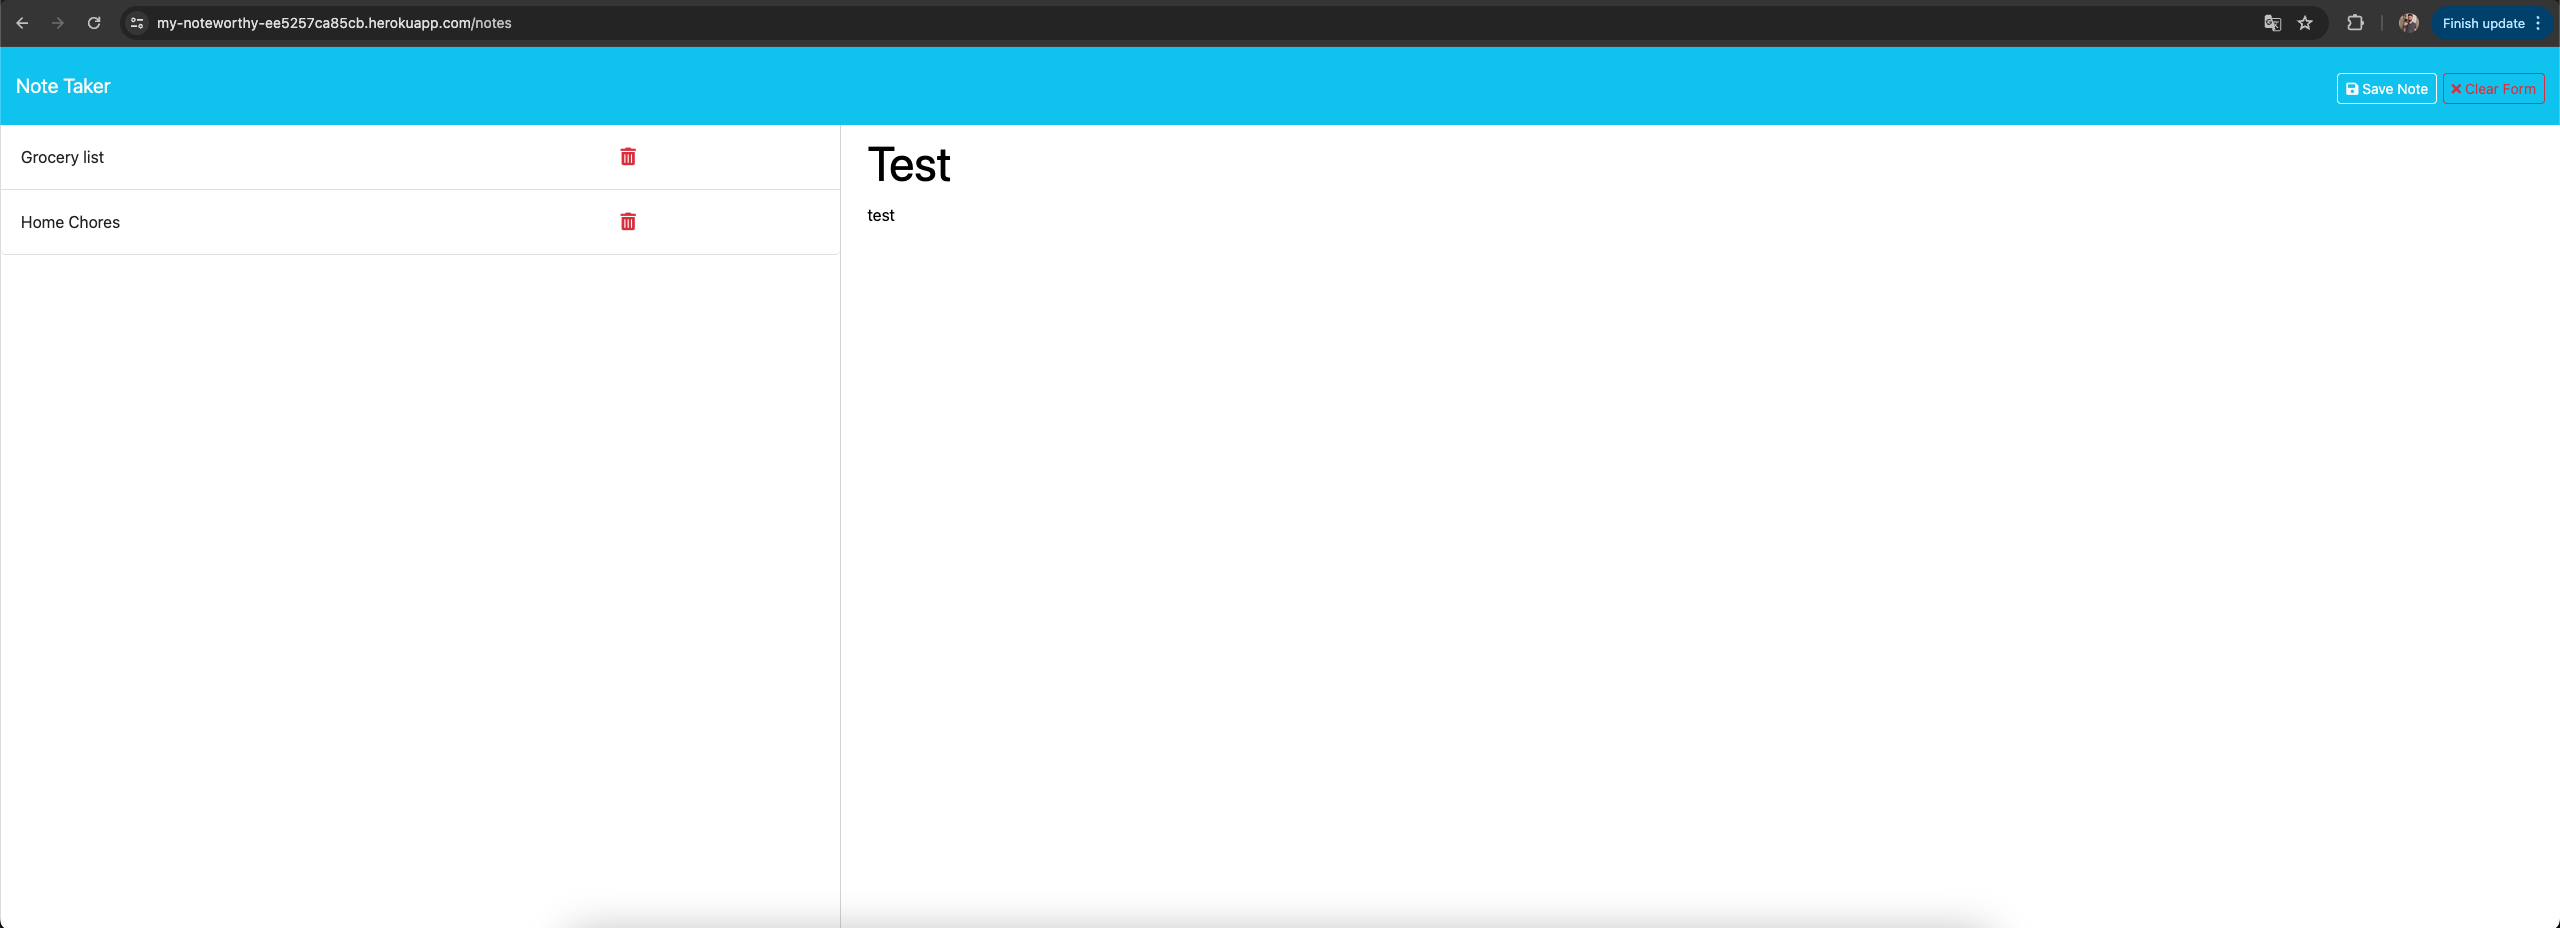 my-noteworthy-ee5257ca85cb.herokuapp.com/notes
Finish update
Note Taker
Save Note
Clear Form
Grocery list
Home Chores
Test
test